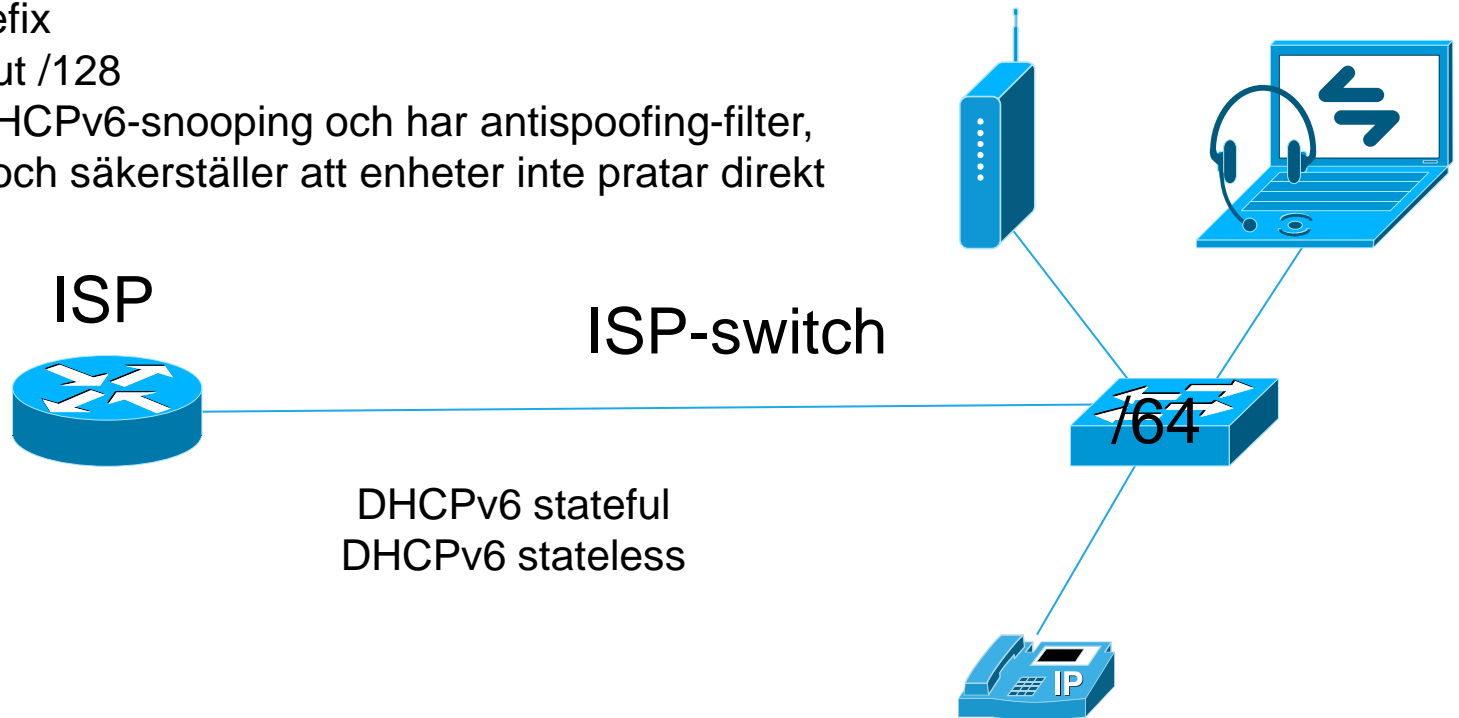 efix
ut /128
HCPv6-snooping och har antispoofing-filter,
och säkerställer att enheter inte pratar direkt
ISP
ISP-switch
/64
DHCPv6 stateful
DHCPv6 stateless
IP